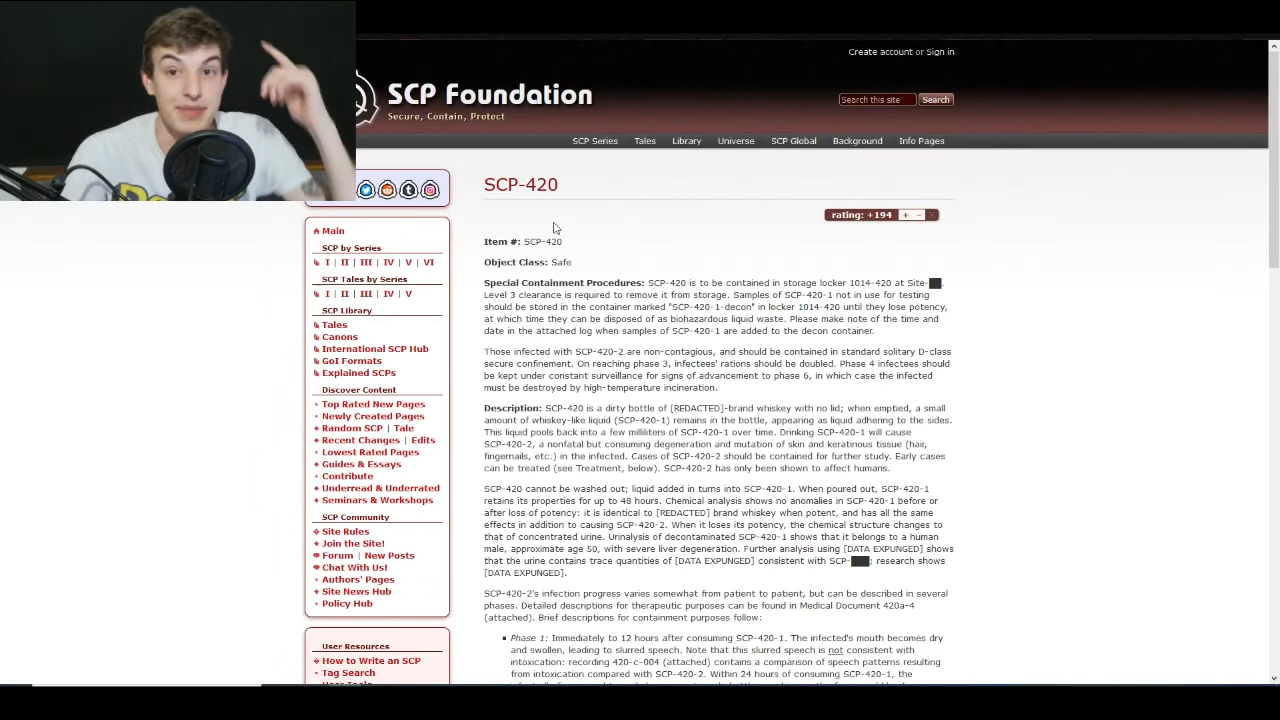 Create account or Sign in
SCP Foundation
Secure, Contain, Protect
Search this site
Search
SCP Series
Tales
Library
Universe
SCP Global
Background
Info Pages
Main
SCP by Series
I | II | III | IV | V | VI
SCP Tales by Series
I | II | III | IV | V
SCP Library
Tales
Canons
International SCP Hub
GoI Formats
Explained SCPs
Discover Content
Top Rated New Pages
Newly Created Pages
Random SCP | Tale
Recent Changes | Edits
Lowest Rated Pages
Guides & Essays
Contribute
Underread & Underrated
Seminars & Workshops
SCP Community
Site Rules
Join the Site!
Forum | New Posts
Chat With Us!
Authors' Pages
Site News Hub
Policy Hub
User Resources
How to Write an SCP
Tag Search
SCP-420
rating: +194 + – x
Item #: SCP-420
Object Class: Safe
Special Containment Procedures: SCP-420 is to be contained in storage locker 1014-420 at Site-██.
Level 3 clearance is required to remove it from storage. Samples of SCP-420-1 not in use for testing
should be stored in the container marked "SCP-420-1-decon" in locker 1014-420 until they lose potency,
at which time they can be disposed of as biohazardous liquid waste. Please make note of the time and
date in the attached log when samples of SCP-420-1 are added to the decon container.
Those infected with SCP-420-2 are non-contagious, and should be contained in standard solitary D-class
secure confinement. On reaching phase 3, infectees' rations should be doubled. Phase 4 infectees should
be kept under constant surveillance for signs of advancement to phase 6, in which case the infected
must be destroyed by high-temperature incineration.
Description: SCP-420 is a dirty bottle of [REDACTED]-brand whiskey with no lid; when emptied, a small
amount of whiskey-like liquid (SCP-420-1) remains in the bottle, appearing as liquid adhering to the sides.
This liquid pools back into a few milliliters of SCP-420-1 over time. Drinking SCP-420-1 will cause
SCP-420-2, a nonfatal but consuming degeneration and mutation of skin and keratinous tissue (hair,
fingernails, etc.) in the infected. Cases of SCP-420-2 should be contained for further study. Early cases
can be treated (see Treatment, below). SCP-420-2 has only been shown to affect humans.
SCP-420 cannot be washed out; liquid added in turns into SCP-420-1. When poured out, SCP-420-1
retains its properties for up to 48 hours. Chemical analysis shows no anomalies in SCP-420-1 before or
after loss of potency: it is identical to [REDACTED] brand whiskey when potent, and has all the same
effects in addition to causing SCP-420-2. When it loses its potency, the chemical structure changes to
that of concentrated urine. Urinalysis of decontaminated SCP-420-1 shows that it belongs to a human
male, approximate age 50, with severe liver degeneration. Further analysis using [DATA EXPUNGED] shows
that the urine contains trace quantities of [DATA EXPUNGED] consistent with SCP-███; research shows
[DATA EXPUNGED].
SCP-420-2's infection progress varies somewhat from patient to patient, but can be described in several
phases. Detailed descriptions for therapeutic purposes can be found in Medical Document 420a-4
(attached). Brief descriptions for containment purposes follow:
Phase 1: Immediately to 12 hours after consuming SCP-420-1. The infected's mouth becomes dry
and swollen, leading to slurred speech. Note that this slurred speech is not consistent with
intoxication: recording 420-c-004 (attached) contains a comparison of speech patterns resulting
from intoxication compared with SCP-420-2. Within 24 hours of consuming SCP-420-1, the